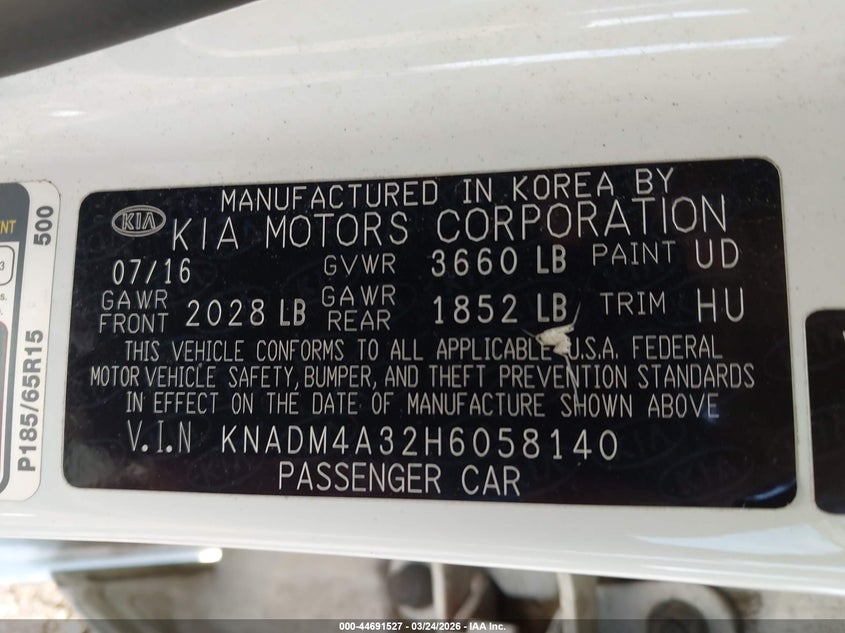 MANUFACTURED IN KOREA BY
KIA KIA MOTORS CORPORATION
07/16 GVWR 3660 LB PAINT UD
GAWR FRONT 2028 LB GAWR REAR 1852 LB TRIM HU
THIS VEHICLE CONFORMS TO ALL APPLICABLE U.S.A. FEDERAL
MOTOR VEHICLE SAFETY, BUMPER, AND THEFT PREVENTION STANDARDS
IN EFFECT ON THE DATE OF MANUFACTURE SHOWN ABOVE
V.I.N KNADM4A32H6058140
PASSENGER CAR
P185/65R15 500
000-44691527 - 03/24/2026 - IAA Inc.